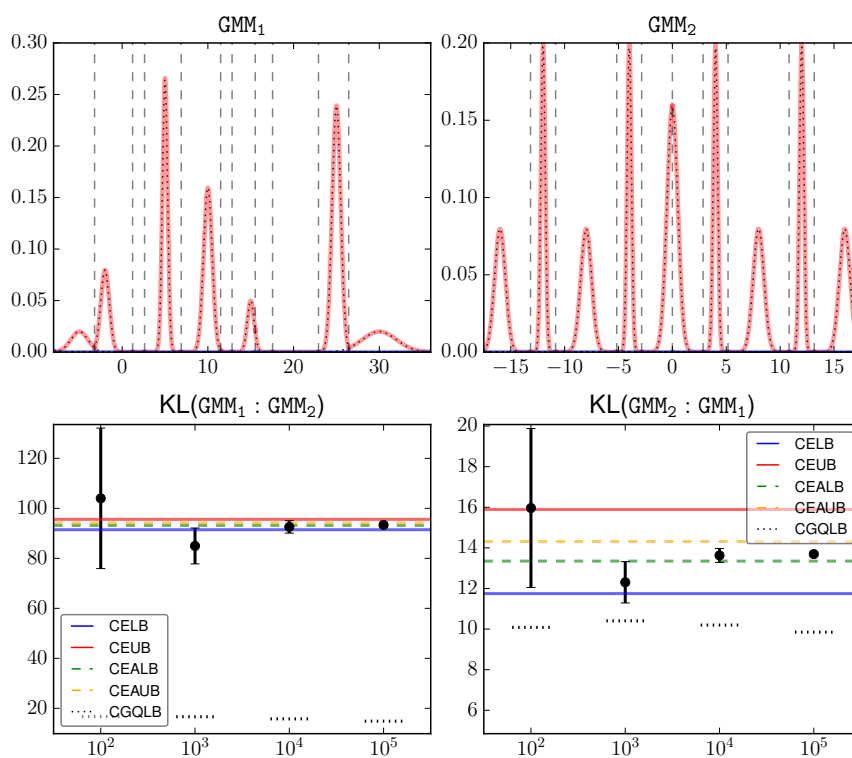 GMM₁
0.30
0.25
0.20
0.15
0.10
0.05
0.00
0 10 20 30
GMM₂
0.20
0.15
0.10
0.05
0.00
−15 −10 −5 0 5 10 15
KL(GMM₁ : GMM₂)
120
100
80
60
40
20
CELB
CEUB
CEALB
CEAUB
CGQLB
10² 10³ 10⁴ 10⁵
KL(GMM₂ : GMM₁)
20
18
16
14
12
10
8
6
CELB
CEUB
CEALB
CEAUB
CGQLB
10² 10³ 10⁴ 10⁵